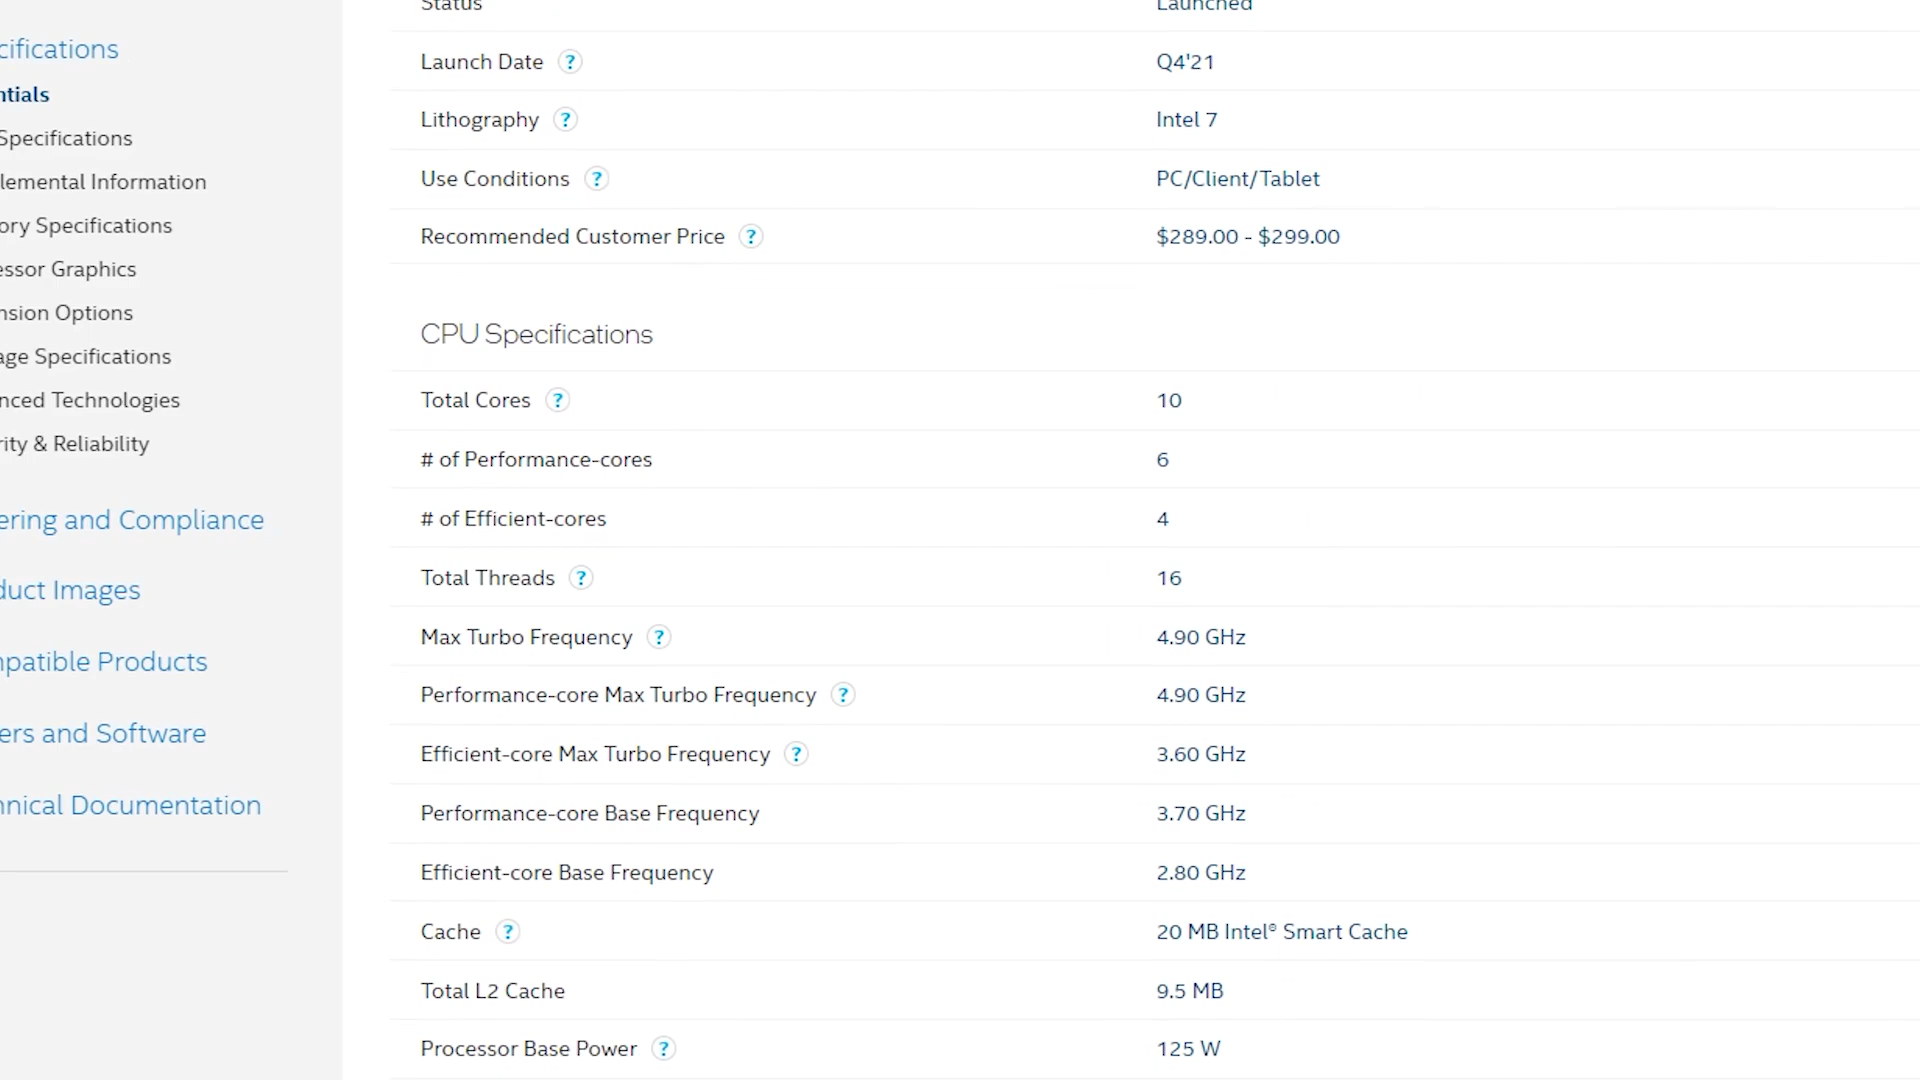 Status Launched
cifications
Launch Date ? Q4'21
ntials
Lithography ? Intel 7
Specifications
lemental Information
Use Conditions ? PC/Client/Tablet
ory Specifications
Recommended Customer Price ? $289.00 - $299.00
essor Graphics
nsion Options
CPU Specifications
age Specifications
nced Technologies
Total Cores ? 10
rity & Reliability
# of Performance-cores 6
ering and Compliance
# of Efficient-cores 4
Total Threads ? 16
duct Images
Max Turbo Frequency ? 4.90 GHz
mpatible Products
Performance-core Max Turbo Frequency ? 4.90 GHz
ers and Software
Efficient-core Max Turbo Frequency ? 3.60 GHz
hnical Documentation
Performance-core Base Frequency 3.70 GHz
Efficient-core Base Frequency 2.80 GHz
Cache ? 20 MB Intel® Smart Cache
Total L2 Cache 9.5 MB
Processor Base Power ? 125 W